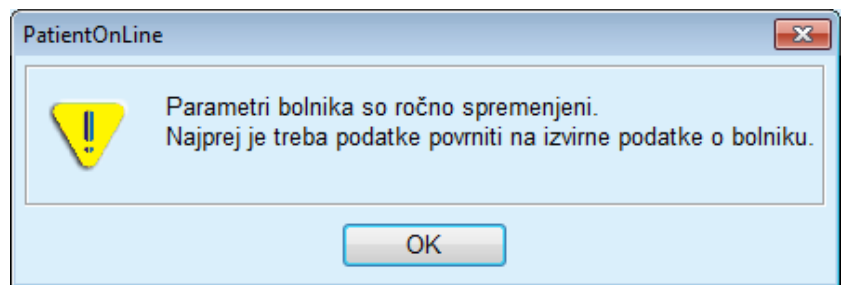 PatientOnLine
Parametri bolnika so ročno spremenjeni.
Najprej je treba podatke povrniti na izvirne podatke o bolniku.
OK